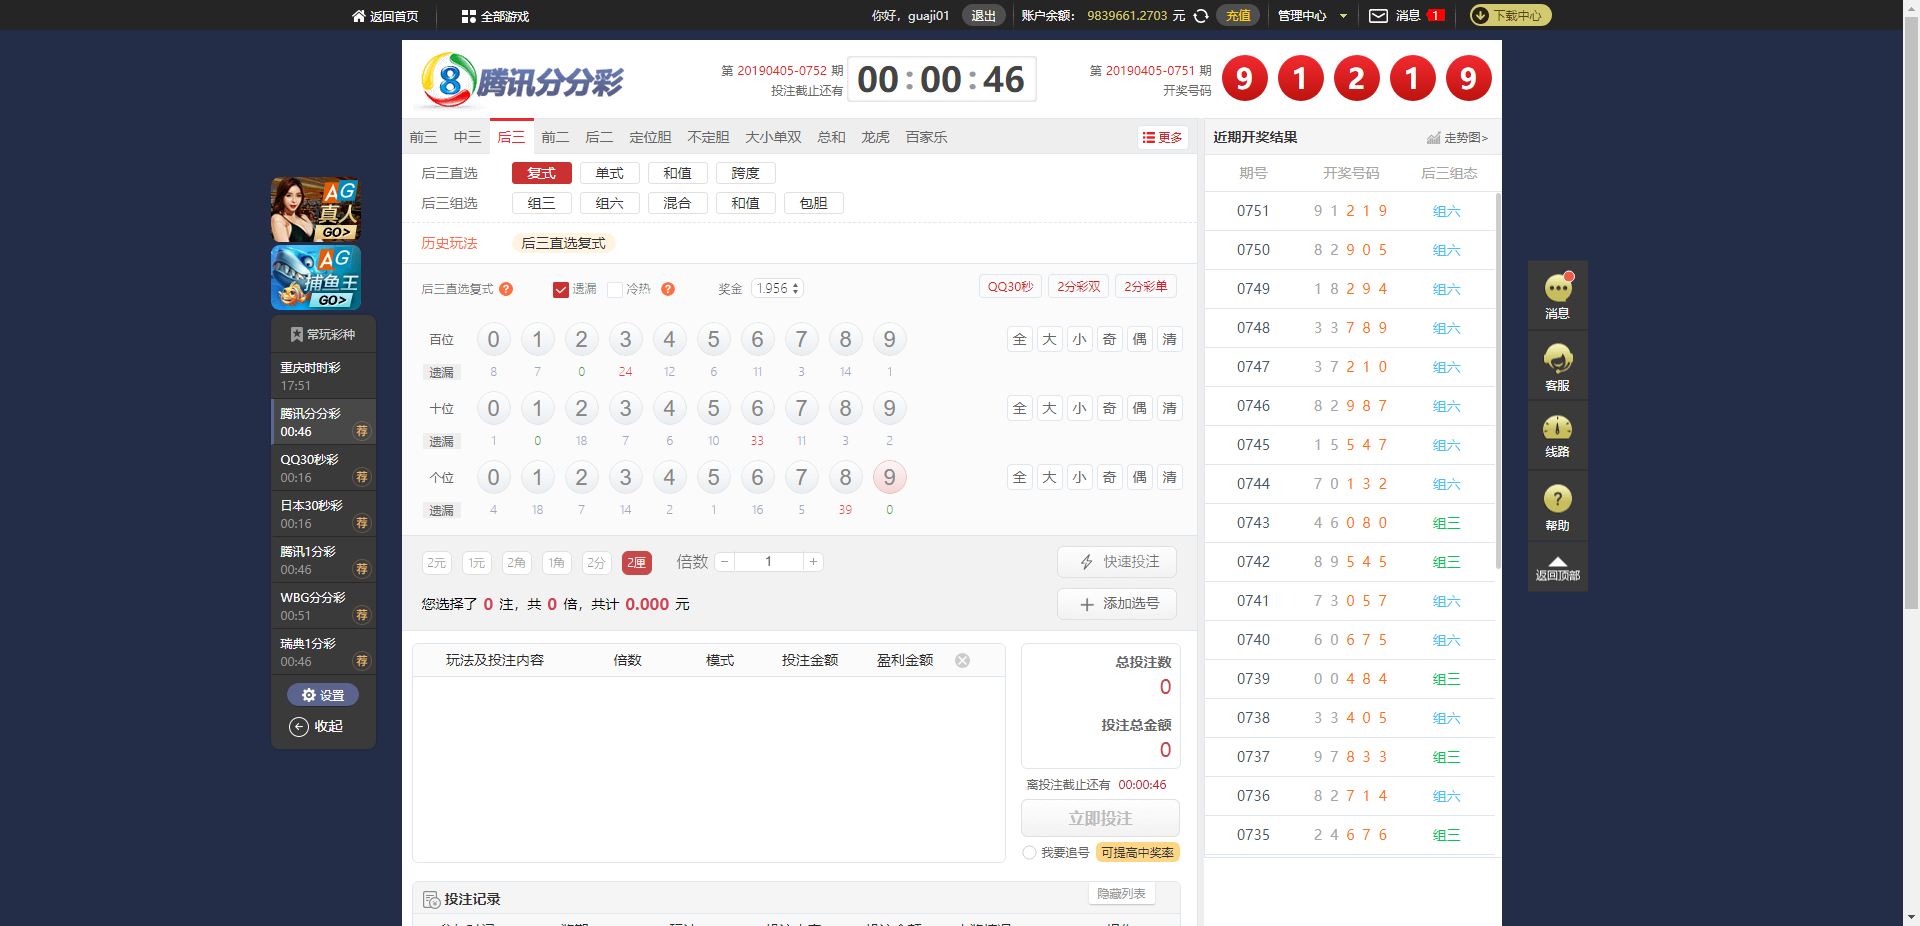 返回首页 全部游戏 你好，guaji01 退出 账户余额： 9839661.2703 元 充值 管理中心 消息 1 下载中心
8 腾讯分分彩
第 20190405-0752 期
投注截止还有
00:00:46
第 20190405-0751 期
开奖号码
9 1 2 1 9
前三 中三 后三 前二 后二 定位胆 不定胆 大小单双 总和 龙虎 百家乐 更多
后三直选 复式 单式 和值 跨度
后三组选 组三 组六 混合 和值 包胆
历史玩法 后三直选复式
后三直选复式 ? 遗漏 冷热 ? 奖金 1.956 QQ30秒 2分彩双 2分彩单
百位 0 1 2 3 4 5 6 7 8 9 全 大 小 奇 偶 清
遗漏 8 7 0 24 12 6 11 3 14 1
十位 0 1 2 3 4 5 6 7 8 9 全 大 小 奇 偶 清
遗漏 1 0 18 7 6 10 33 11 3 2
个位 0 1 2 3 4 5 6 7 8 9 全 大 小 奇 偶 清
遗漏 4 18 7 14 2 1 16 5 39 0
2元 1元 2角 1角 2分 2厘 倍数 − 1 + 快速投注
您选择了 0 注，共 0 倍，共计 0.000 元 添加选号
玩法及投注内容 倍数 模式 投注金额 盈利金额
总投注数
0
投注总金额
0
离投注截止还有 00:00:46
立即投注
我要追号 可提高中奖率
投注记录 隐藏列表
近期开奖结果 走势图>
期号 开奖号码 后三组态
0751 9 1 2 1 9 组六
0750 8 2 9 0 5 组六
0749 1 8 2 9 4 组六
0748 3 3 7 8 9 组六
0747 3 7 2 1 0 组六
0746 8 2 9 8 7 组六
0745 1 5 5 4 7 组六
0744 7 0 1 3 2 组六
0743 4 6 0 8 0 组三
0742 8 9 5 4 5 组三
0741 7 3 0 5 7 组六
0740 6 0 6 7 5 组六
0739 0 0 4 8 4 组三
0738 3 3 4 0 5 组六
0737 9 7 8 3 3 组三
0736 8 2 7 1 4 组六
0735 2 4 6 7 6 组三
AG
真人
GO>
AG
捕鱼王
GO>
常玩彩种
重庆时时彩
17:51
腾讯分分彩
00:46 荐
QQ30秒彩
00:16 荐
日本30秒彩
00:16 荐
腾讯1分彩
00:46 荐
WBG分分彩
00:51 荐
瑞典1分彩
00:46 荐
设置
收起
消息
客服
线路
?
帮助
返回顶部